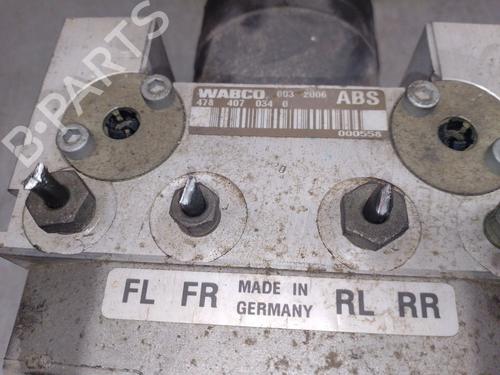 B-PARTS
WABCO 003 2006 ABS
478 407 034 0
000558
FL FR MADE IN GERMANY RL RR